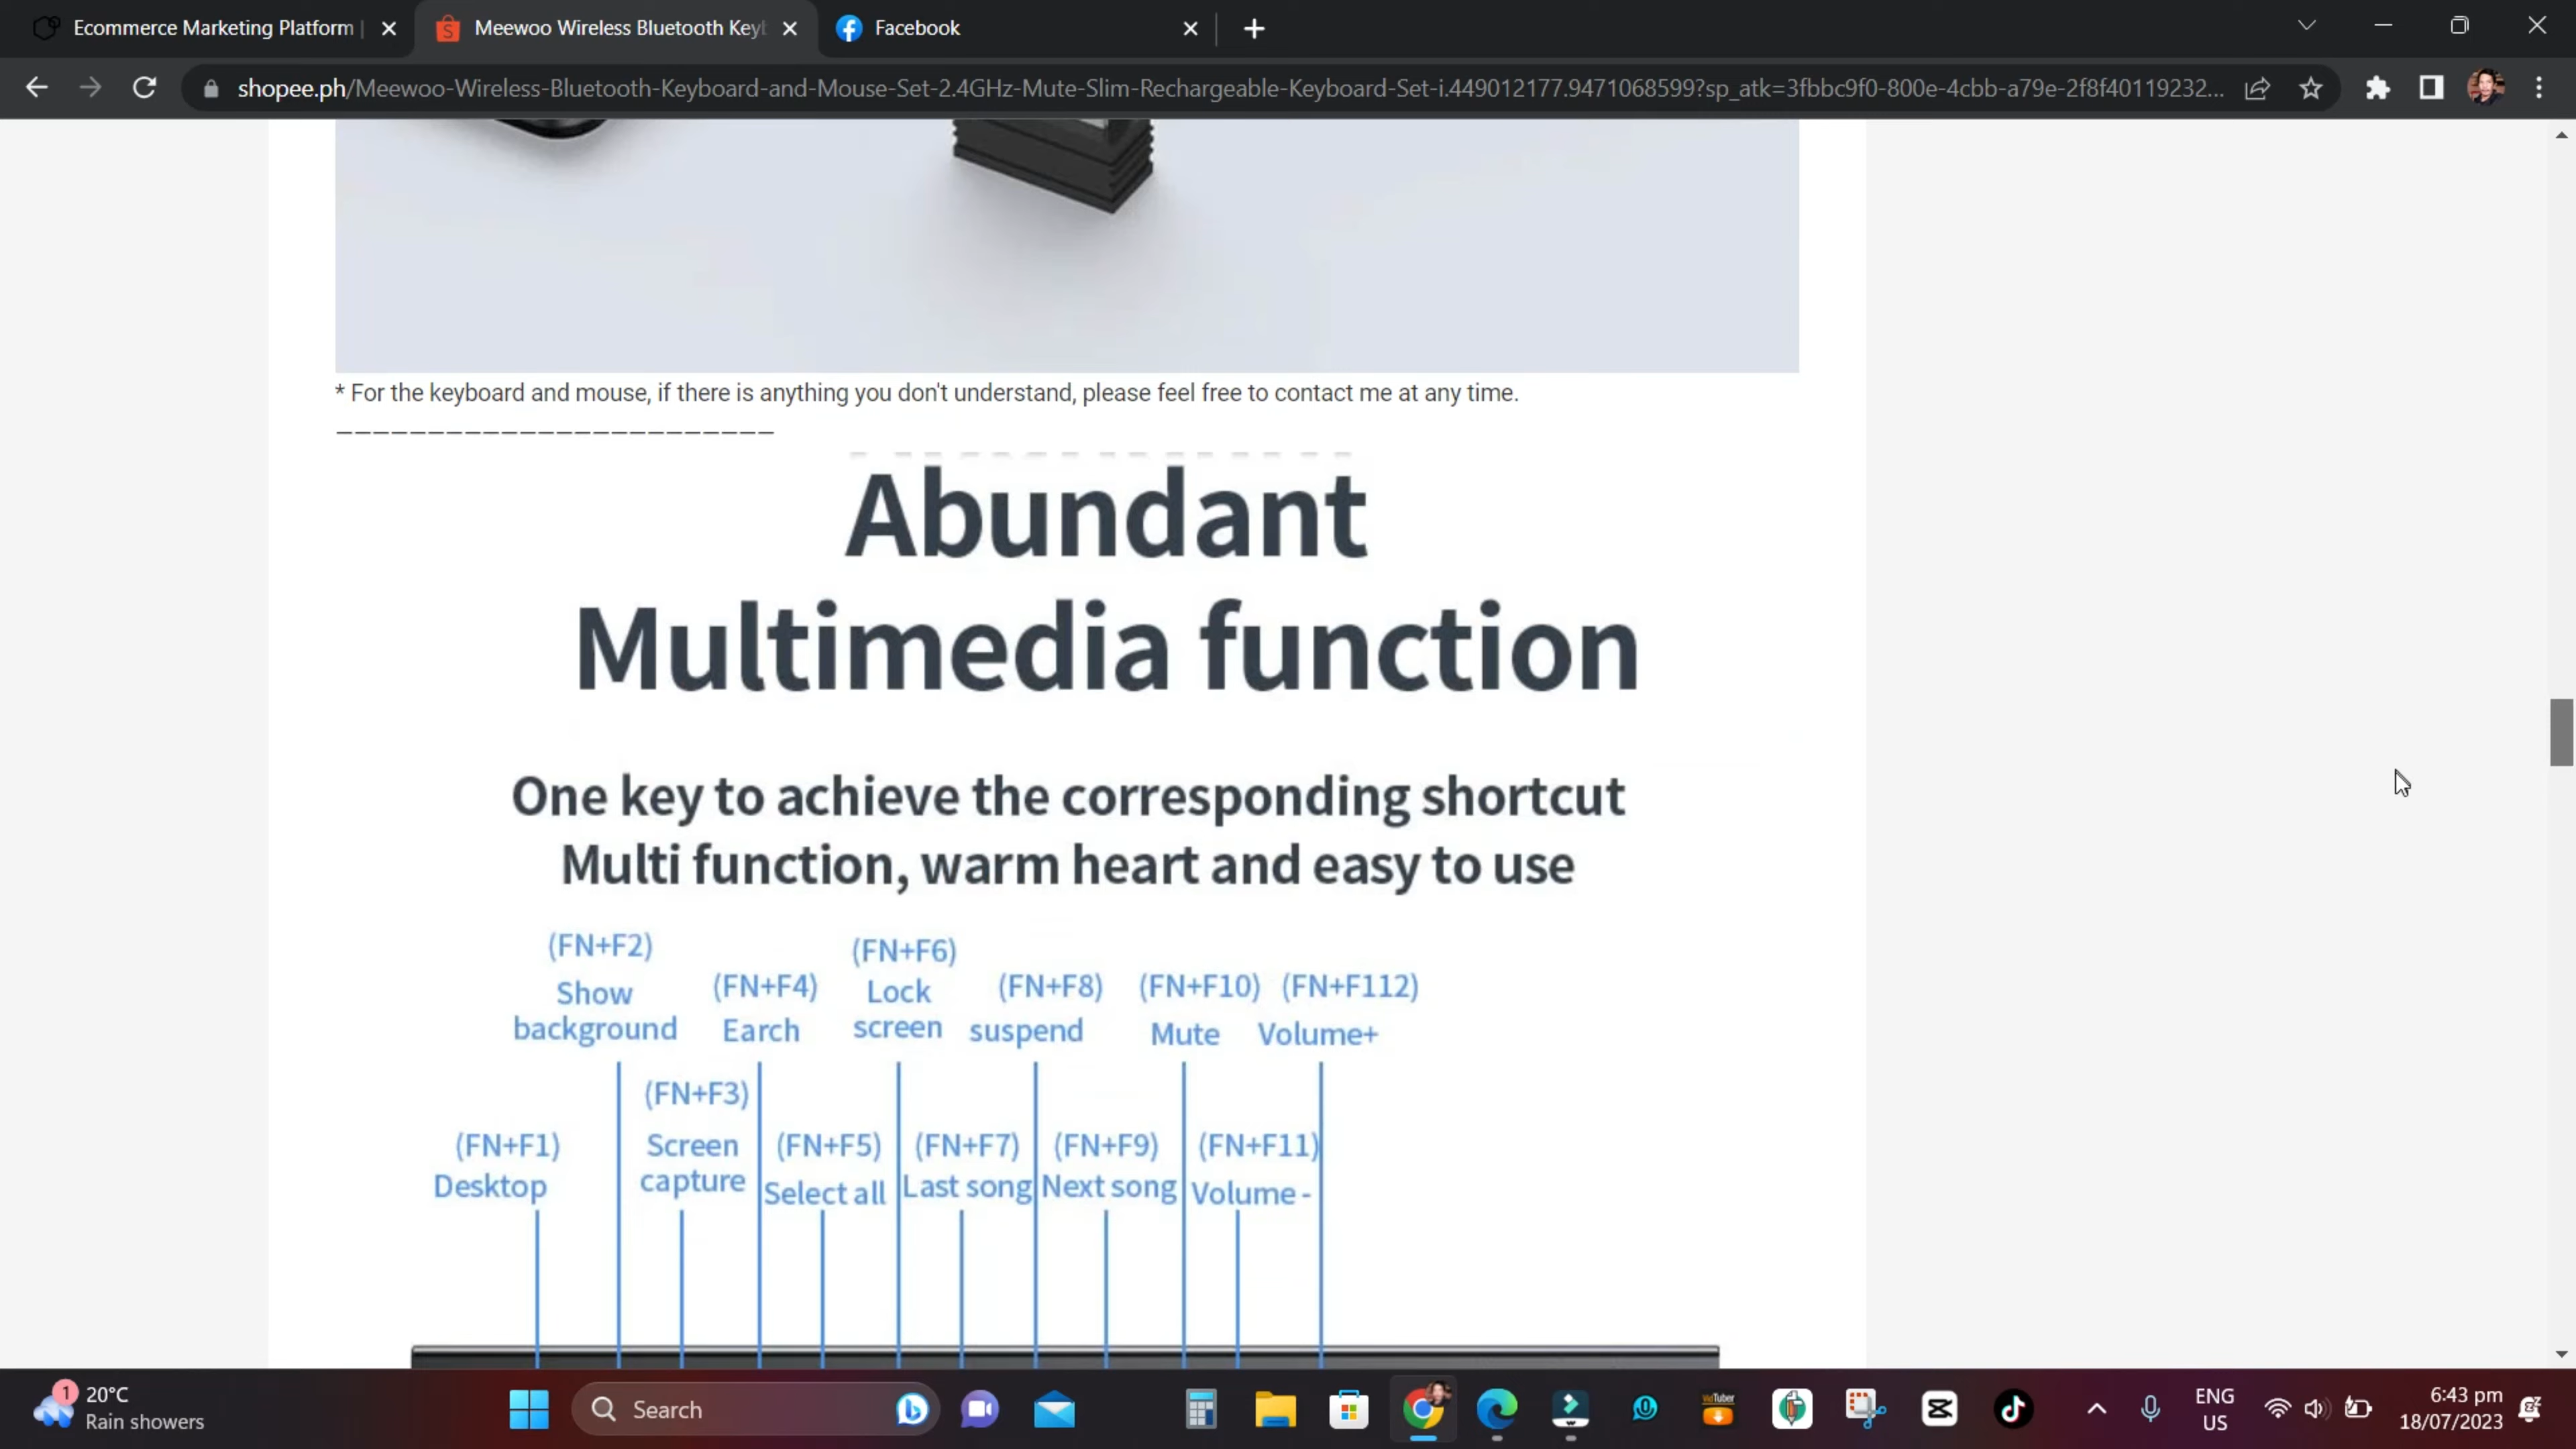 Ecommerce Marketing Platform |
Meewoo Wireless Bluetooth Key
Facebook
shopee.ph/Meewoo-Wireless-Bluetooth-Keyboard-and-Mouse-Set-2.4GHz-Mute-Slim-Rechargeable-Keyboard-Set-i.449012177.9471068599?sp_atk=3fbbc9f0-800e-4cbb-a79e-2f8f40119232...
* For the keyboard and mouse, if there is anything you don't understand, please feel free to contact me at any time.
————————————————————————
Abundant
Multimedia function
One key to achieve the corresponding shortcut
Multi function, warm heart and easy to use
(FN+F2) Show background
(FN+F4) Earch
(FN+F6) Lock screen
(FN+F8) suspend
(FN+F10) Mute
(FN+F112) Volume+
(FN+F1) Desktop
(FN+F3) Screen capture
(FN+F5) Select all
(FN+F7) Last song
(FN+F9) Next song
(FN+F11) Volume -
1
20°C
Rain showers
Search
VidTuber
ENG
US
6:43 pm
18/07/2023